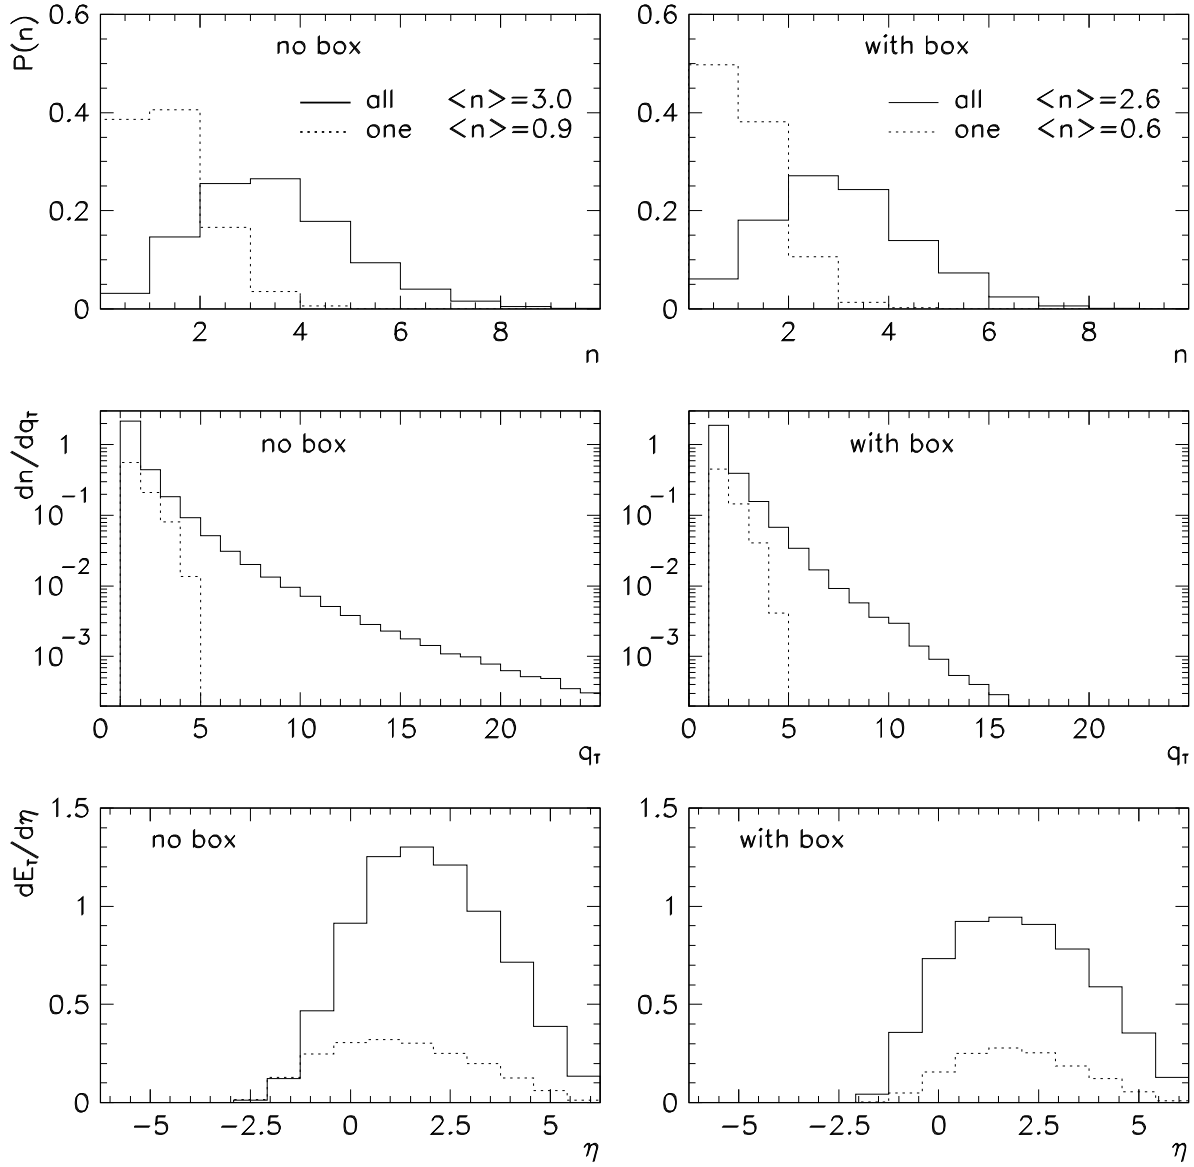 0.6
0.4
0.2
0
P(n)
no box
all <n>=3.0
one <n>=0.9
2 4 6 8
n
0.6
0.4
0.2
0
with box
all <n>=2.6
one <n>=0.6
2 4 6 8
n
dn/dq_T
1
10^-1
10^-2
10^-3
no box
0 5 10 15 20
q_T
1
10^-1
10^-2
10^-3
with box
0 5 10 15 20
q_T
dE_T/dη
1.5
1
0.5
0
no box
−5 −2.5 0 2.5 5
η
1.5
1
0.5
0
with box
−5 −2.5 0 2.5 5
η